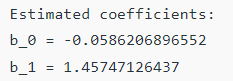 Estimated coefficients:
b_0 = -0.0586206896552
b_1 = 1.45747126437